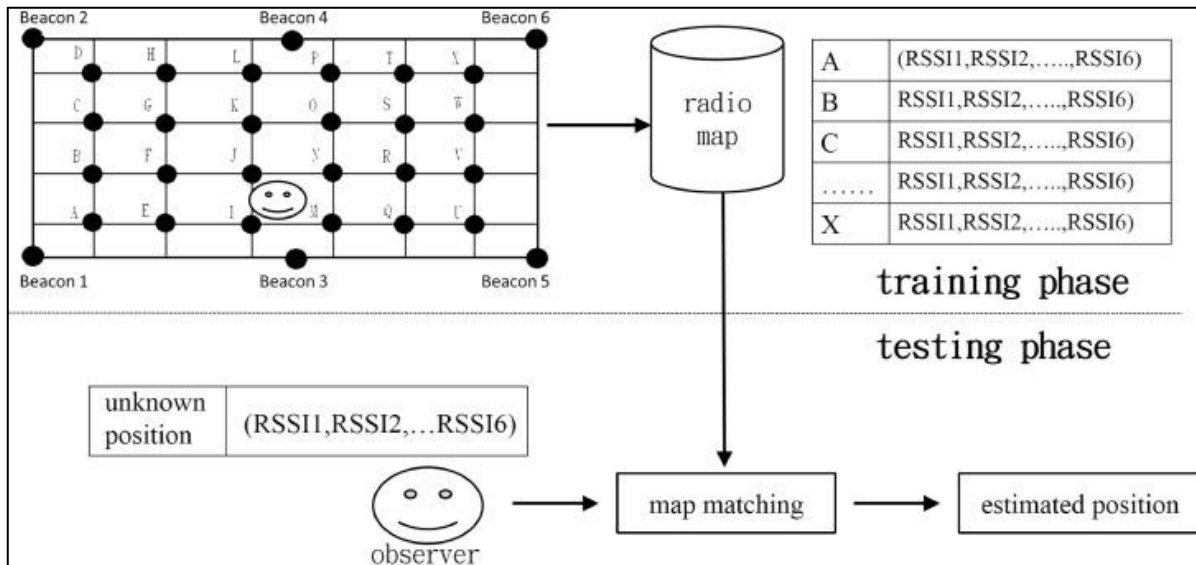 Beacon 2
Beacon 4
Beacon 6
D H L P T X
C G K O S W
B F J N R V
A E I M Q U
Beacon 1
Beacon 3
Beacon 5
radio
map
A (RSSI1,RSSI2,.....,RSSI6)
B RSSI1,RSSI2,.....,RSSI6)
C RSSI1,RSSI2,.....,RSSI6)
...... RSSI1,RSSI2,.....,RSSI6)
X RSSI1,RSSI2,.....,RSSI6)
training phase
testing phase
unknown
position
(RSSI1,RSSI2,...RSSI6)
observer
map matching
estimated position